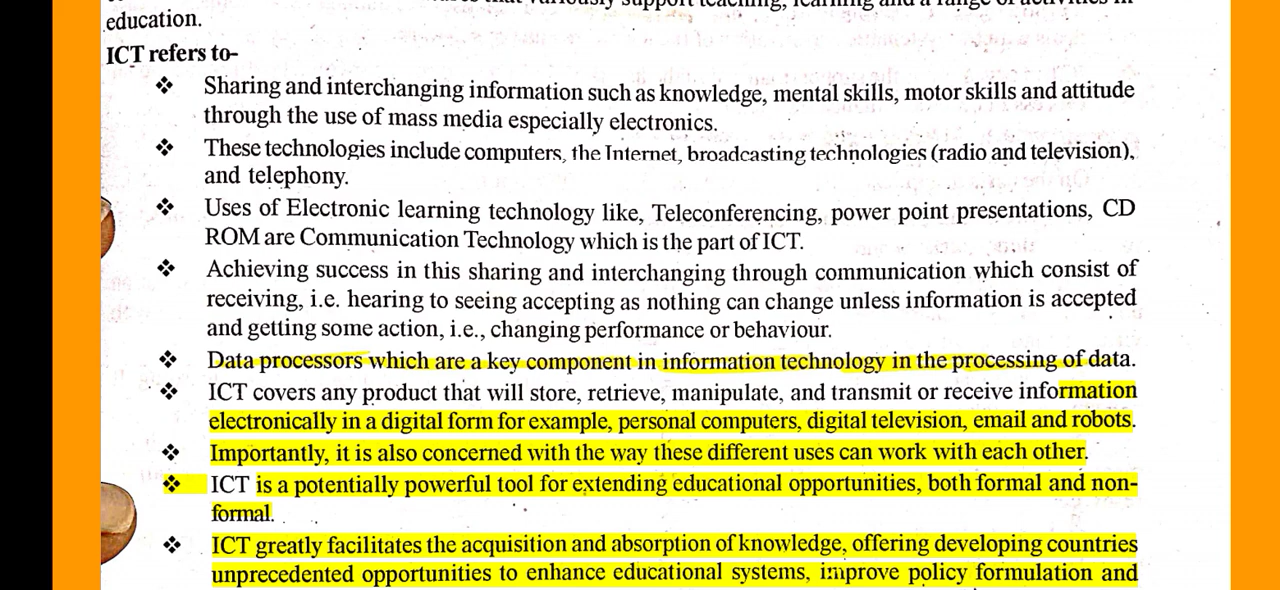 variously support teaching, learning and a range of activities in
education.
ICT refers to-
❖ Sharing and interchanging information such as knowledge, mental skills, motor skills and attitude
through the use of mass media especially electronics.
❖ These technologies include computers, the Internet, broadcasting technologies (radio and television),
and telephony.
❖ Uses of Electronic learning technology like, Teleconferencing, power point presentations, CD
ROM are Communication Technology which is the part of ICT.
❖ Achieving success in this sharing and interchanging through communication which consist of
receiving, i.e. hearing to seeing accepting as nothing can change unless information is accepted
and getting some action, i.e., changing performance or behaviour.
❖ Data processors which are a key component in information technology in the processing of data.
❖ ICT covers any product that will store, retrieve, manipulate, and transmit or receive information
electronically in a digital form for example, personal computers, digital television, email and robots.
❖ Importantly, it is also concerned with the way these different uses can work with each other.
❖ ICT is a potentially powerful tool for extending educational opportunities, both formal and non-
formal.
❖ ICT greatly facilitates the acquisition and absorption of knowledge, offering developing countries
unprecedented opportunities to enhance educational systems, improve policy formulation and